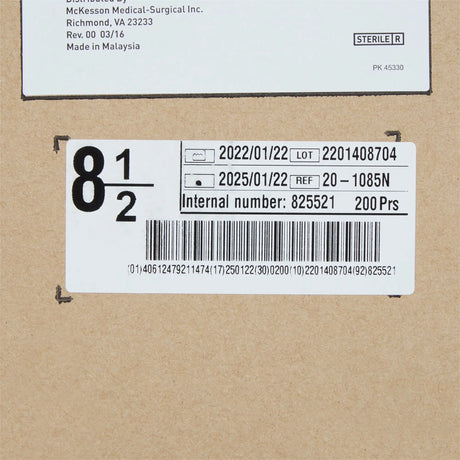 Distributed By
McKesson Medical-Surgical Inc.
Richmond, VA 23233
Rev. 00 03/16
Made in Malaysia
STERILE R
PK 45330
8 1/2
2022/01/22 LOT 2201408704
2025/01/22 REF 20-1085N
Internal number: 825521 200 Prs
(01)40612479211474(17)250122(30)0200(10)2201408704(92)825521